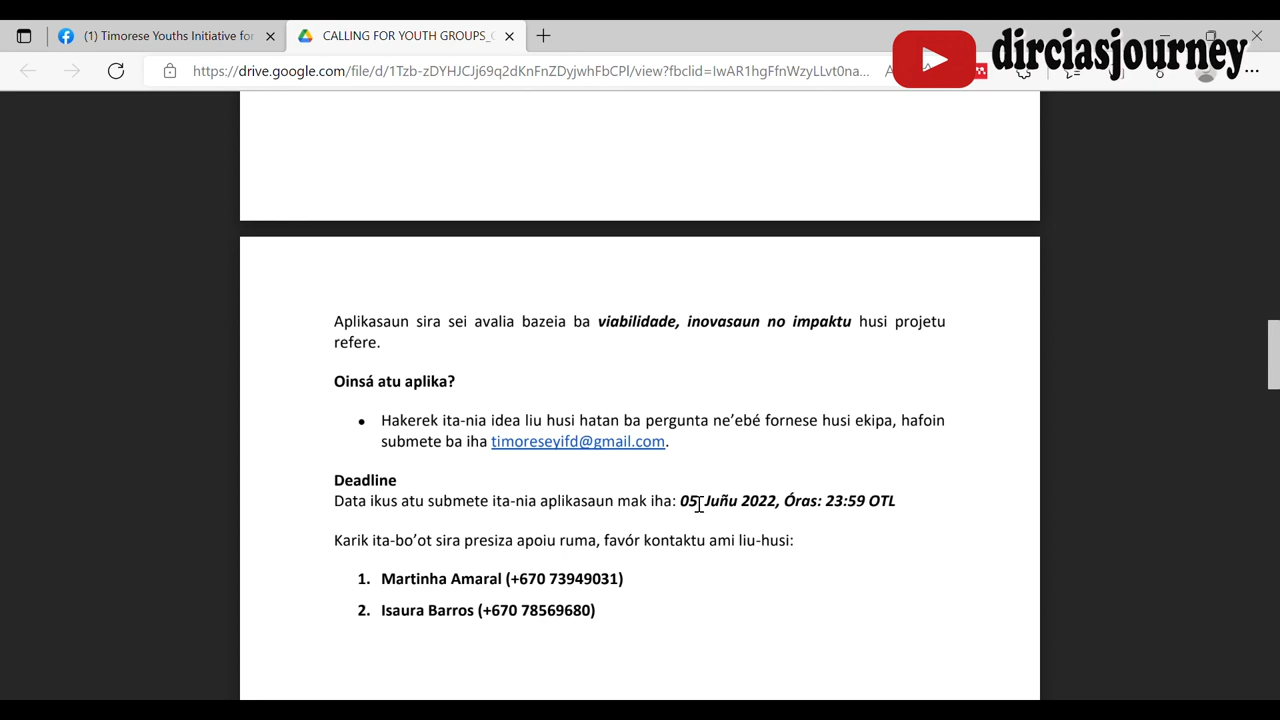 (1) Timorese Youths Initiative for
CALLING FOR YOUTH GROUPS_
dirciasjourney
https://drive.google.com/file/d/1Tzb-zDYHJCJj69q2dKnFnZDyjwhFbCPl/view?fbclid=IwAR1hgFfnWzyLLvt0na...
Aplikasaun sira sei avalia bazeia ba viabilidade, inovasaun no impaktu husi projetu
refere.
Oinsá atu aplika?
• Hakerek ita-nia idea liu husi hatan ba pergunta ne’ebé fornese husi ekipa, hafoin
submete ba iha timoreseyifd@gmail.com.
Deadline
Data ikus atu submete ita-nia aplikasaun mak iha: 05 Juñu 2022, Óras: 23:59 OTL
Karik ita-bo’ot sira presiza apoiu ruma, favór kontaktu ami liu-husi:
1. Martinha Amaral (+670 73949031)
2. Isaura Barros (+670 78569680)